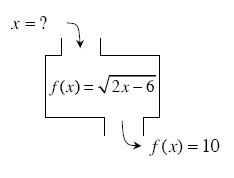 x = ?
f(x) = √2x − 6
f(x) = 10